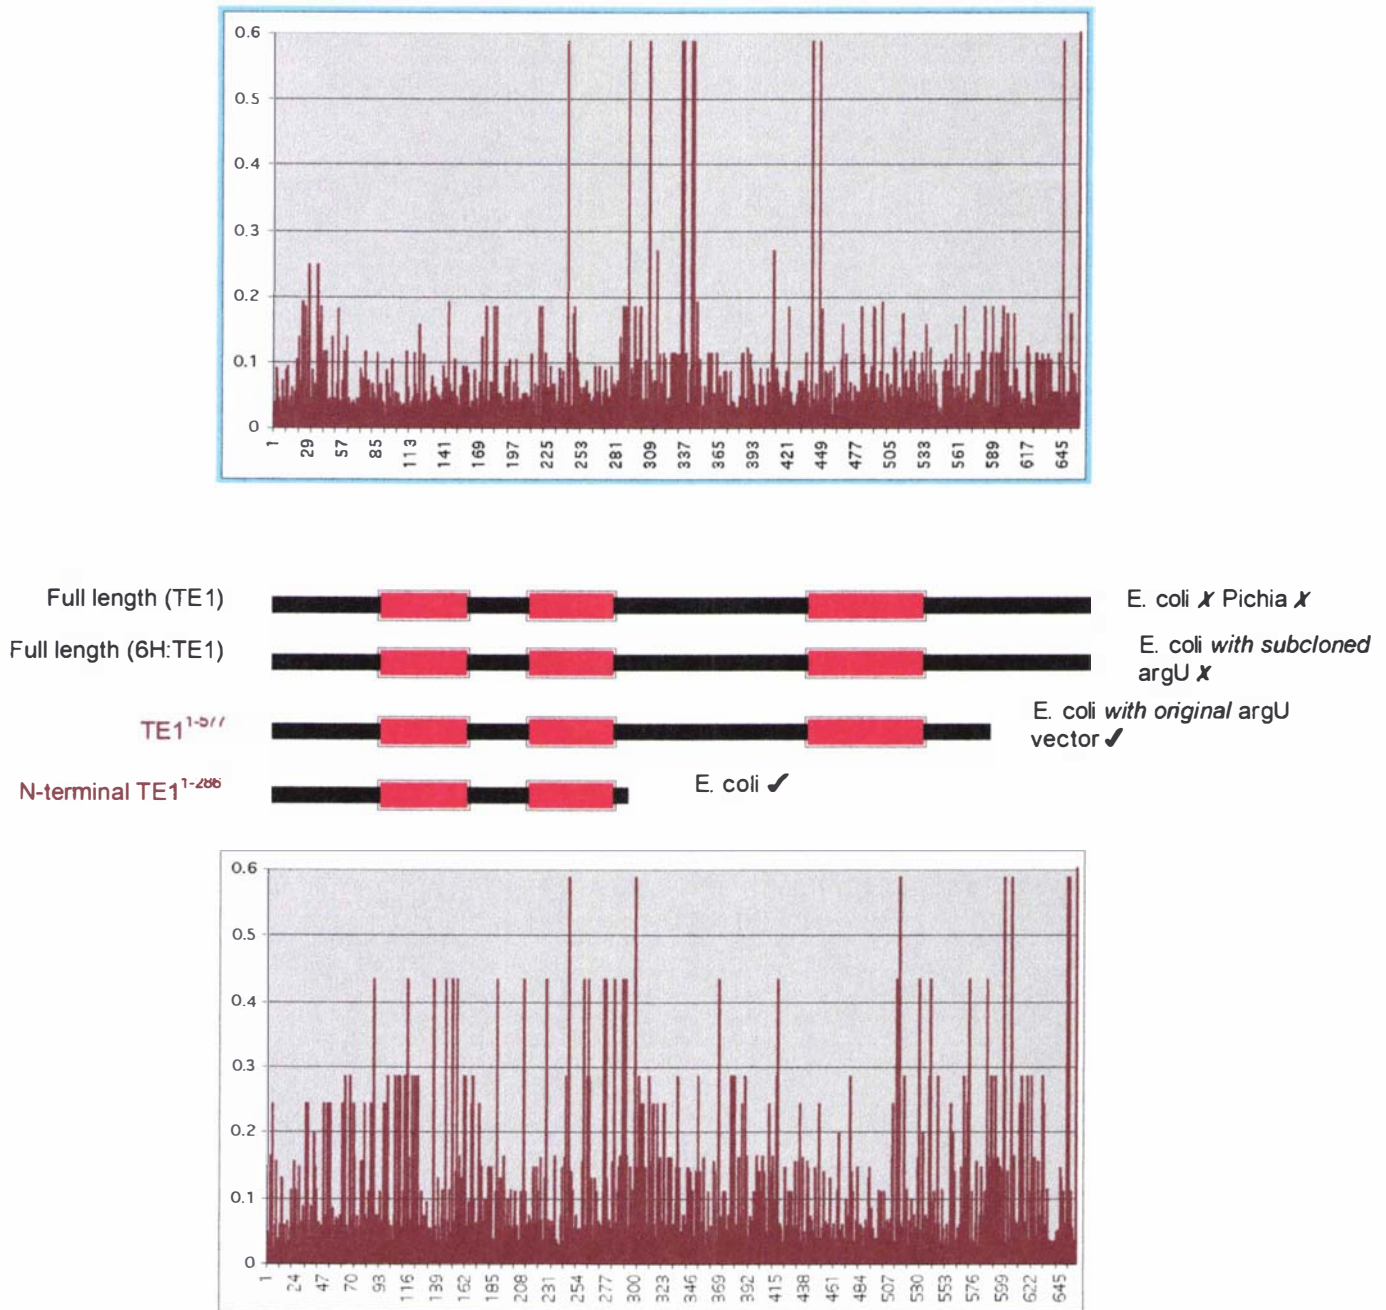 0.6
0.5
0.4
0.3
0.2
0.1
0
1 29 57 85 113 141 169 197 225 253 281 309 337 365 393 421 449 477 505 533 561 589 617 645
Full length (TE1)
E. coli ✗ Pichia ✗
Full length (6H:TE1)
E. coli with subcloned
argU ✗
TE1¹⁻⁵⁷⁷
E. coli with original argU
vector ✓
N-terminal TE1¹⁻²⁸⁶
E. coli ✓
0.6
0.5
0.4
0.3
0.2
0.1
0
1 24 47 70 93 116 139 162 185 208 231 254 277 300 323 346 369 392 415 438 461 484 507 530 553 576 599 622 645